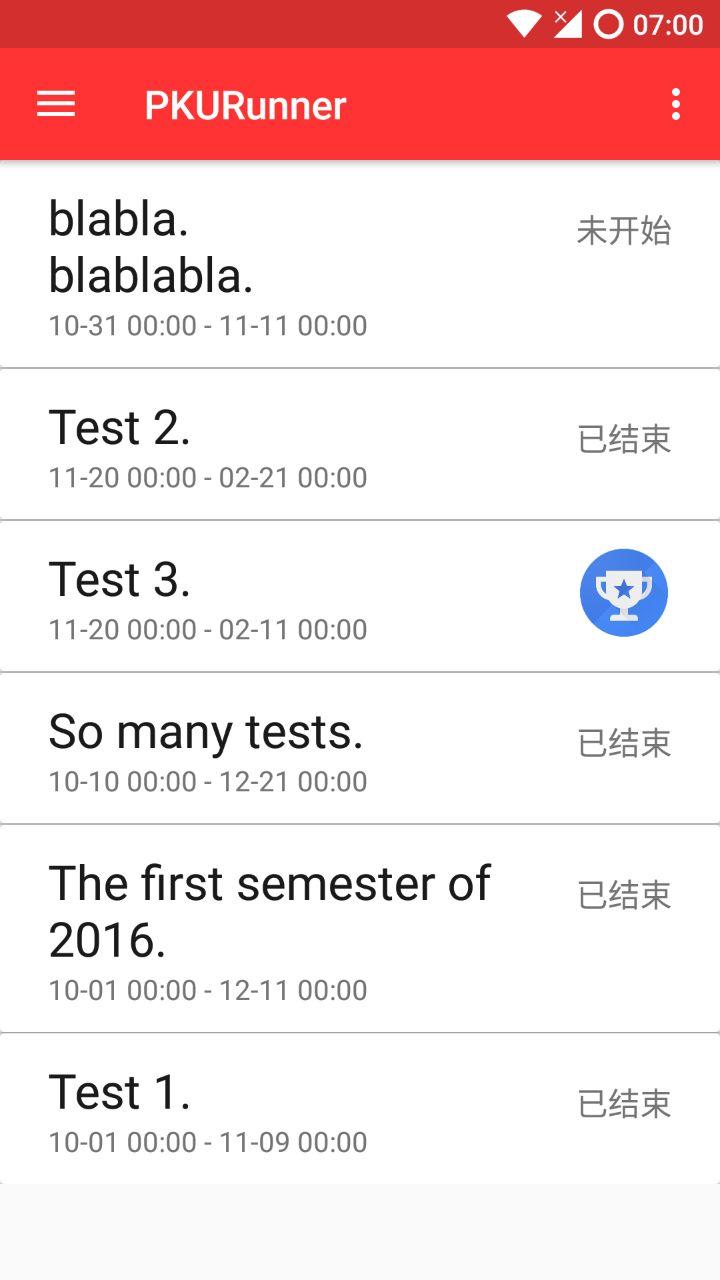 07:00
PKURunner
blabla.
blablabla.
未开始
10-31 00:00 - 11-11 00:00
Test 2.
已结束
11-20 00:00 - 02-21 00:00
Test 3.
11-20 00:00 - 02-11 00:00
So many tests.
已结束
10-10 00:00 - 12-21 00:00
The first semester of
2016.
已结束
10-01 00:00 - 12-11 00:00
Test 1.
已结束
10-01 00:00 - 11-09 00:00